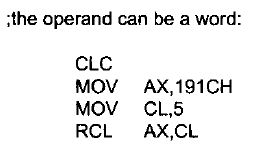 ;the operand can be a word:
CLC
MOV AX,191CH
MOV CL,5
RCL AX,CL